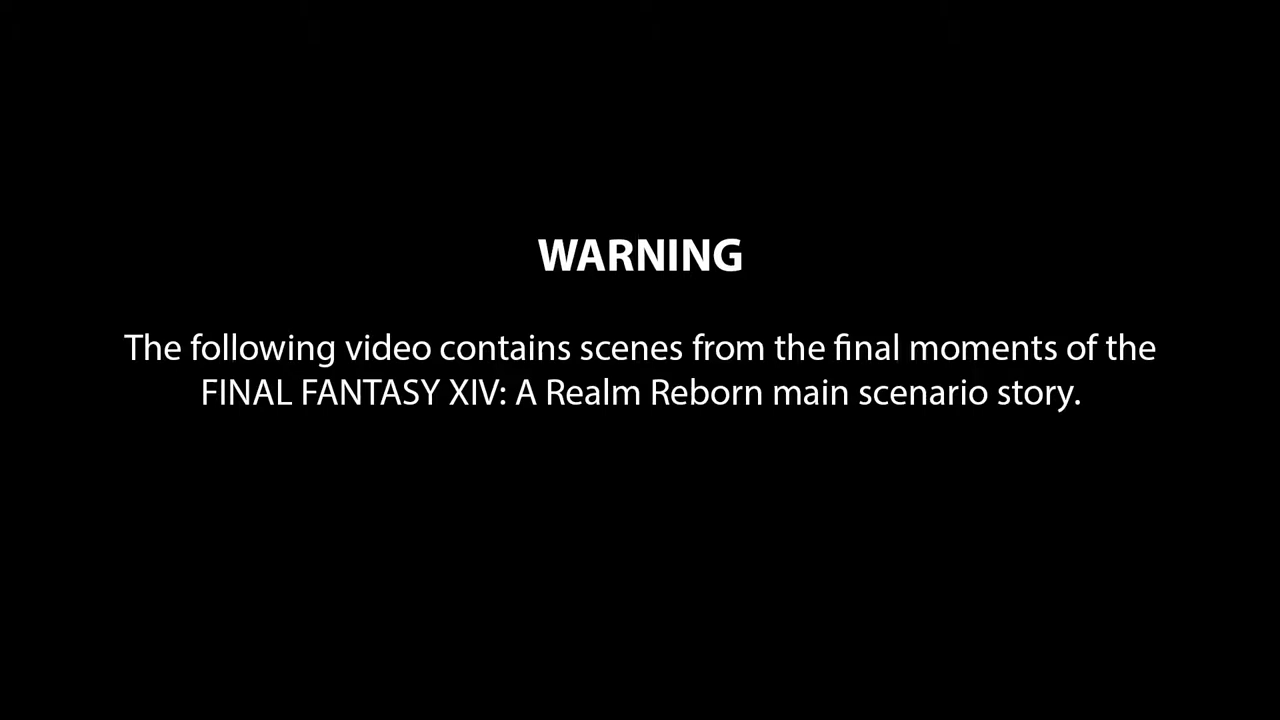 WARNING
The following video contains scenes from the final moments of the
FINAL FANTASY XIV: A Realm Reborn main scenario story.